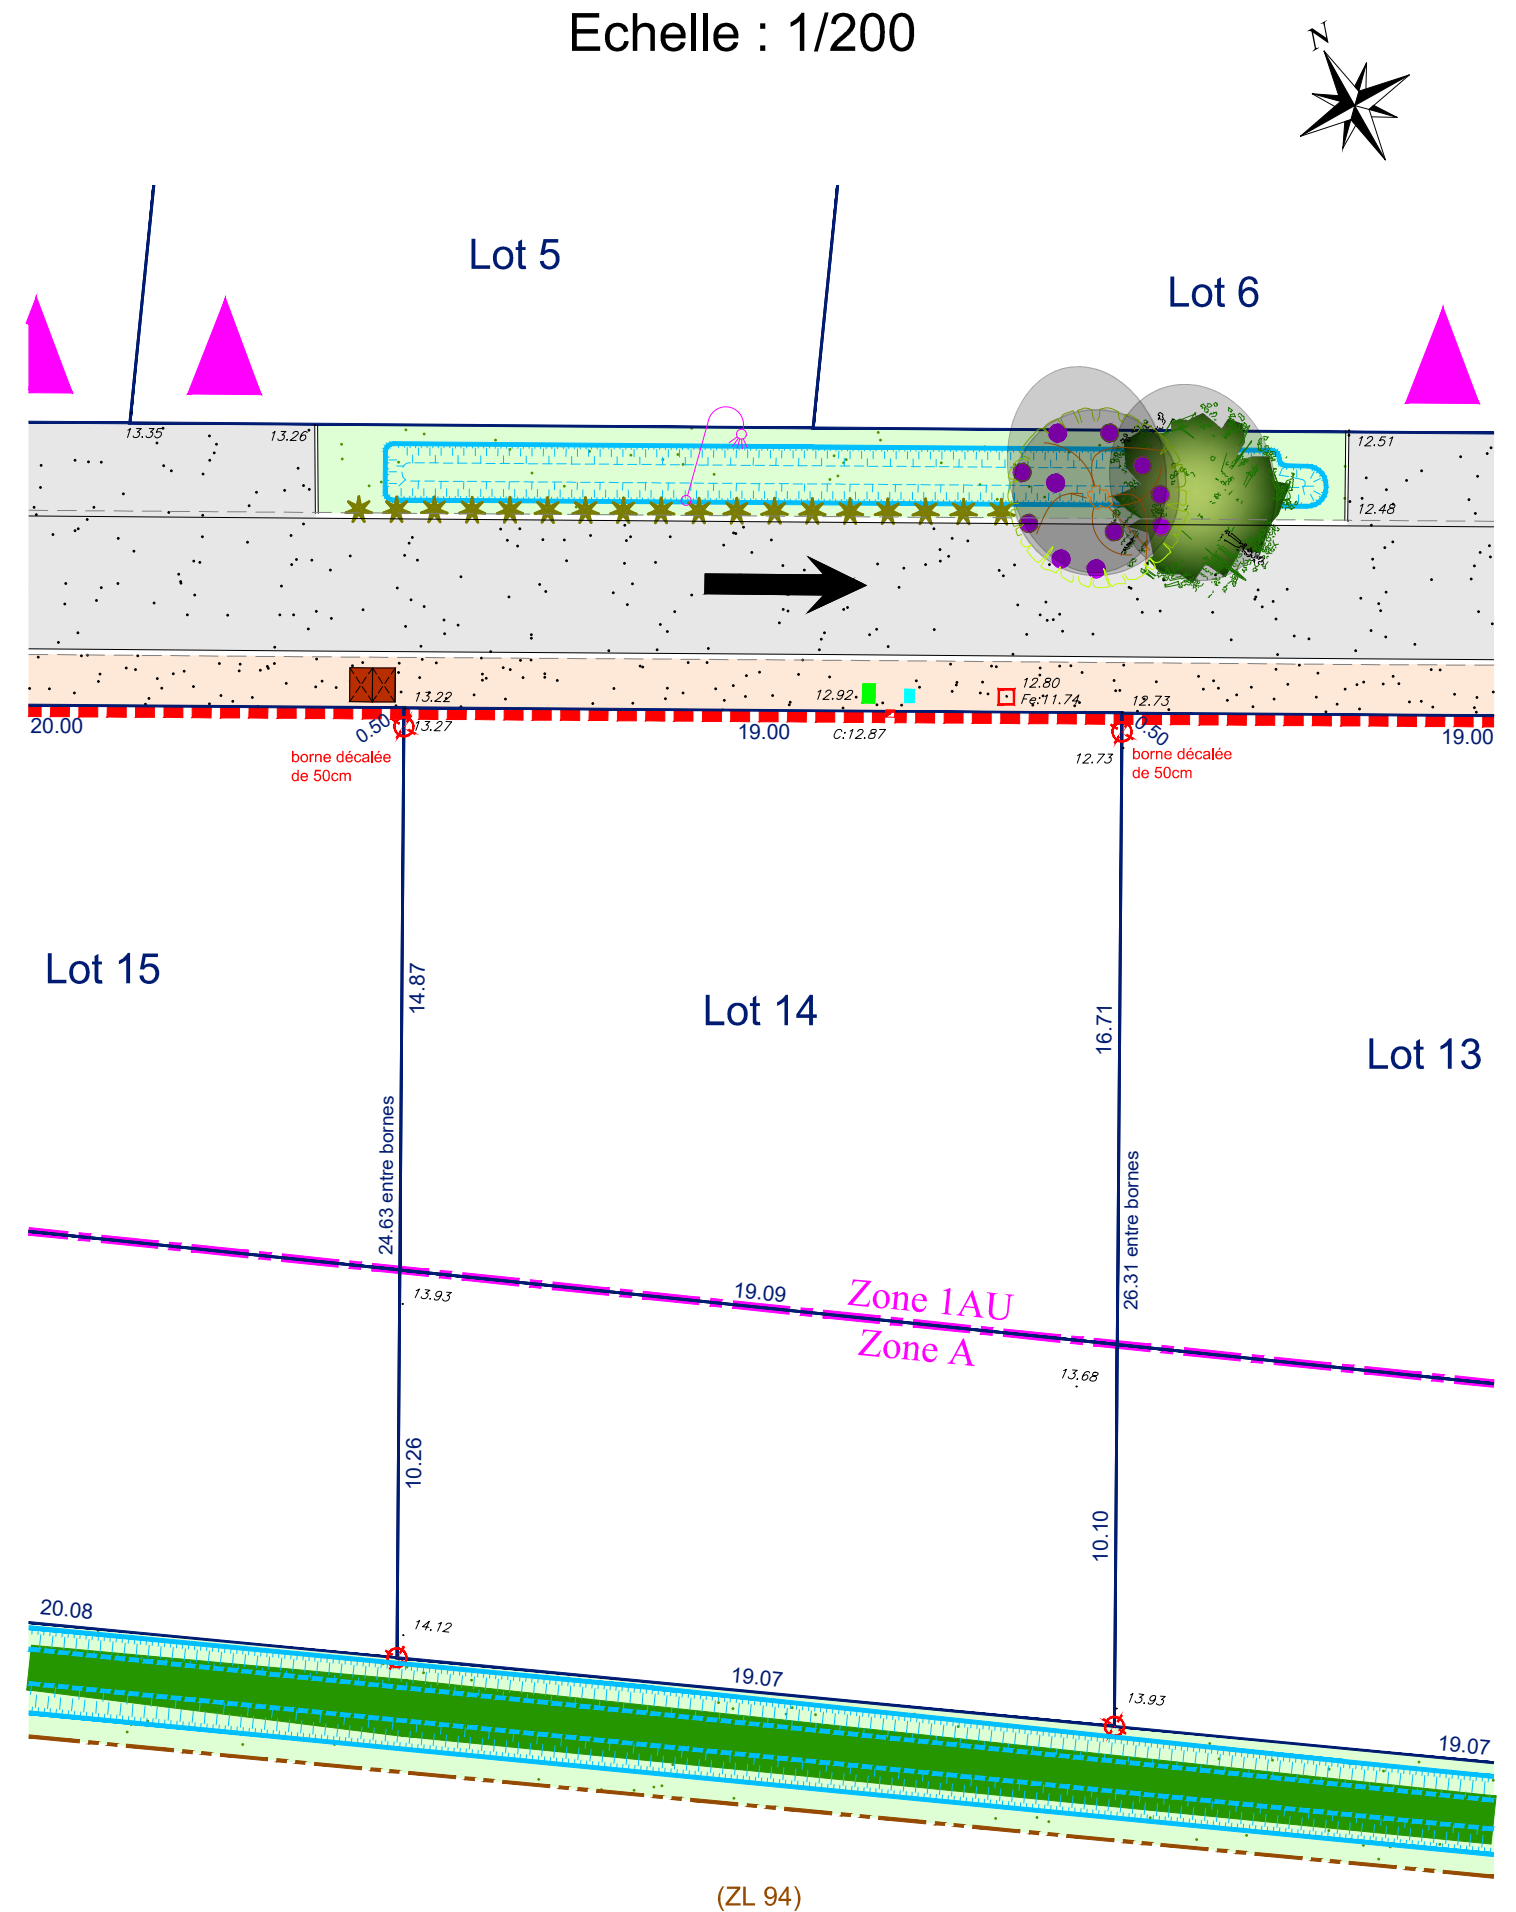 Echelle : 1/200
N
Lot 5
Lot 6
13.35
13.26
12.51
12.48
12.92
12.80
Fe:11.74
13.22
12.73
20.00
0.50
13.27
19.00
C:12.87
0.50
19.00
borne décalée
de 50cm
12.73
borne décalée
de 50cm
Lot 15
14.87
Lot 14
16.71
Lot 13
24.63 entre bornes
26.31 entre bornes
13.93
19.09
Zone 1AU
Zone A
13.68
10.26
10.10
20.08
14.12
19.07
13.93
19.07
(ZL 94)